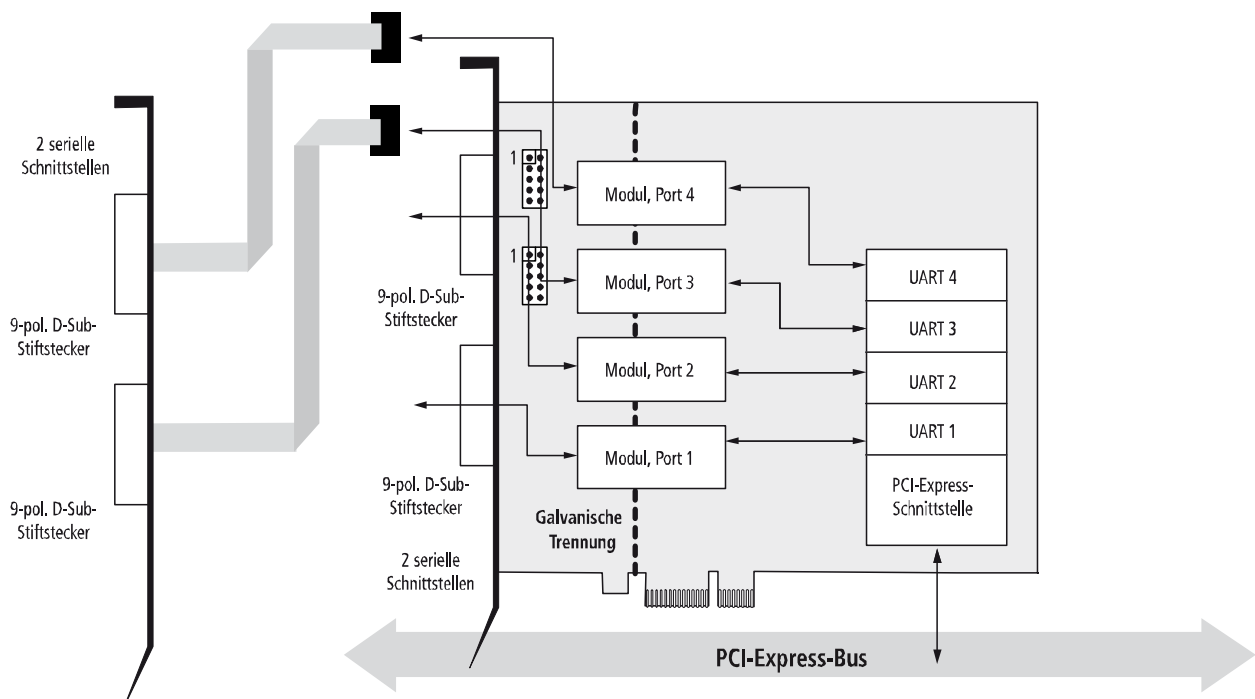 2 serielle
Schnittstellen
9-pol. D-Sub-
Stiftstecker
9-pol. D-Sub-
Stiftstecker
9-pol. D-Sub-
Stiftstecker
9-pol. D-Sub-
Stiftstecker
2 serielle
Schnittstellen
1
1
Modul, Port 4
Modul, Port 3
Modul, Port 2
Modul, Port 1
Galvanische
Trennung
UART 4
UART 3
UART 2
UART 1
PCI-Express-
Schnittstelle
PCI-Express-Bus